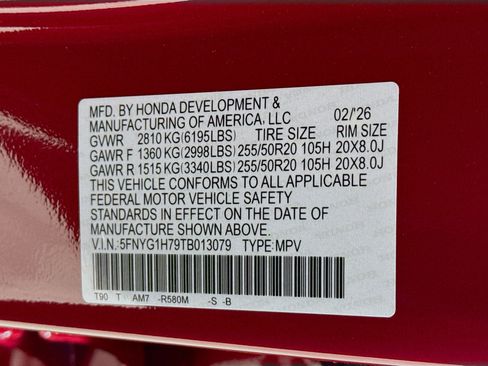 MFD. BY HONDA DEVELOPMENT &
MANUFACTURING OF AMERICA, LLC 02/'26
GVWR 2810 KG (6195LBS) TIRE SIZE RIM SIZE
GAWR F 1360 KG (2998LBS) 255/50R20 105H 20X8.0J
GAWR R 1515 KG (3340LBS) 255/50R20 105H 20X8.0J
THIS VEHICLE CONFORMS TO ALL APPLICABLE
FEDERAL MOTOR VEHICLE SAFETY
STANDARDS IN EFFECT ON THE DATE OF
MANUFACTURE SHOWN ABOVE.
V.I.N.: 5FNYG1H79TB013079 TYPE: MPV
T90 T AM7 -R580M -S -B